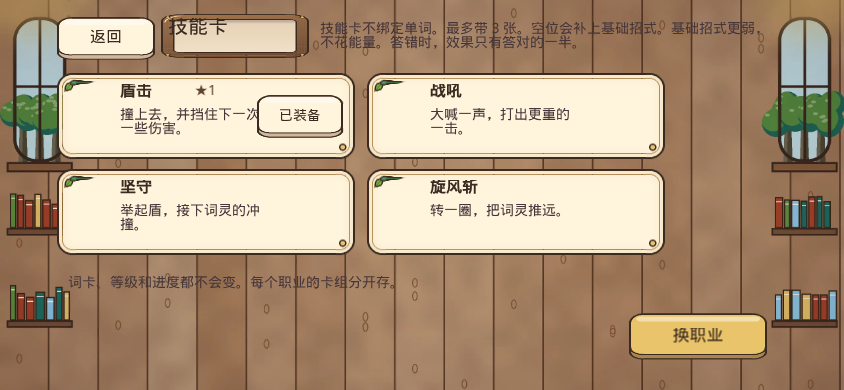 返回
技能卡
技能卡不绑定单词。最多带 3 张。空位会补上基础招式。基础招式更弱，
不花能量。答错时，效果只有答对的一半。
盾击 ★1
撞上去，并挡住下一次
一些伤害。
已装备
战吼
大喊一声，打出更重的
一击。
坚守
举起盾，接下词灵的冲
撞。
旋风斩
转一圈，把词灵推远。
词卡、等级和进度都不会变。每个职业的卡组分开存。
换职业